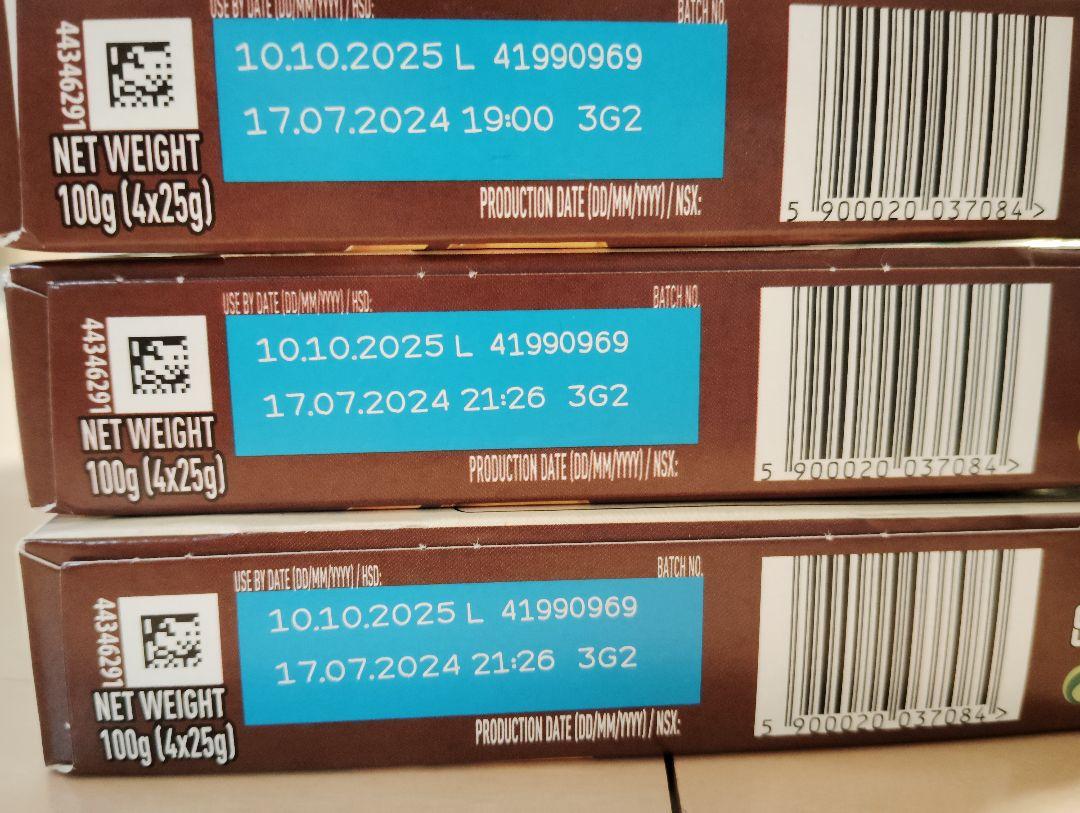 USE BY DATE (DD/MM/YYYY) / HSD: BATCH NO.
44346291
10.10.2025 L 41990969
17.07.2024 19:00 3G2
NET WEIGHT
100g (4x25g)
PRODUCTION DATE (DD/MM/YYYY) / NSX:
5 900020 037084 >
USE BY DATE (DD/MM/YYYY) / HSD: BATCH NO.
44346291
10.10.2025 L 41990969
17.07.2024 21:26 3G2
NET WEIGHT
100g (4x25g)
PRODUCTION DATE (DD/MM/YYYY) / NSX:
5 900020 037084 >
USE BY DATE (DD/MM/YYYY) / HSD: BATCH NO.
44346291
10.10.2025 L 41990969
17.07.2024 21:26 3G2
NET WEIGHT
100g (4x25g)
PRODUCTION DATE (DD/MM/YYYY) / NSX:
5 900020 037084 >